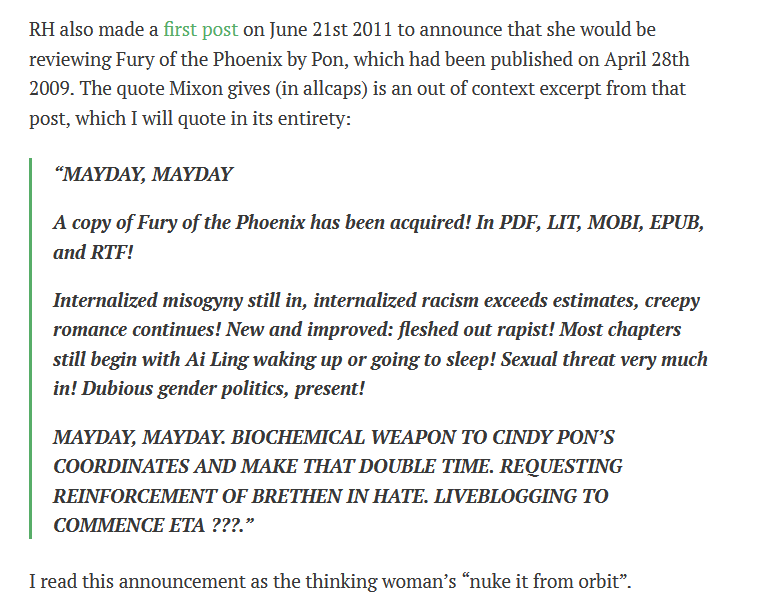 RH also made a first post on June 21st 2011 to announce that she would be
reviewing Fury of the Phoenix by Pon, which had been published on April 28th
2009. The quote Mixon gives (in allcaps) is an out of context excerpt from that
post, which I will quote in its entirety:
“MAYDAY, MAYDAY
A copy of Fury of the Phoenix has been acquired! In PDF, LIT, MOBI, EPUB,
and RTF!
Internalized misogyny still in, internalized racism exceeds estimates, creepy
romance continues! New and improved: fleshed out rapist! Most chapters
still begin with Ai Ling waking up or going to sleep! Sexual threat very much
in! Dubious gender politics, present!
MAYDAY, MAYDAY. BIOCHEMICAL WEAPON TO CINDY PON’S
COORDINATES AND MAKE THAT DOUBLE TIME. REQUESTING
REINFORCEMENT OF BRETHEN IN HATE. LIVEBLOGGING TO
COMMENCE ETA ???.”
I read this announcement as the thinking woman’s “nuke it from orbit”.